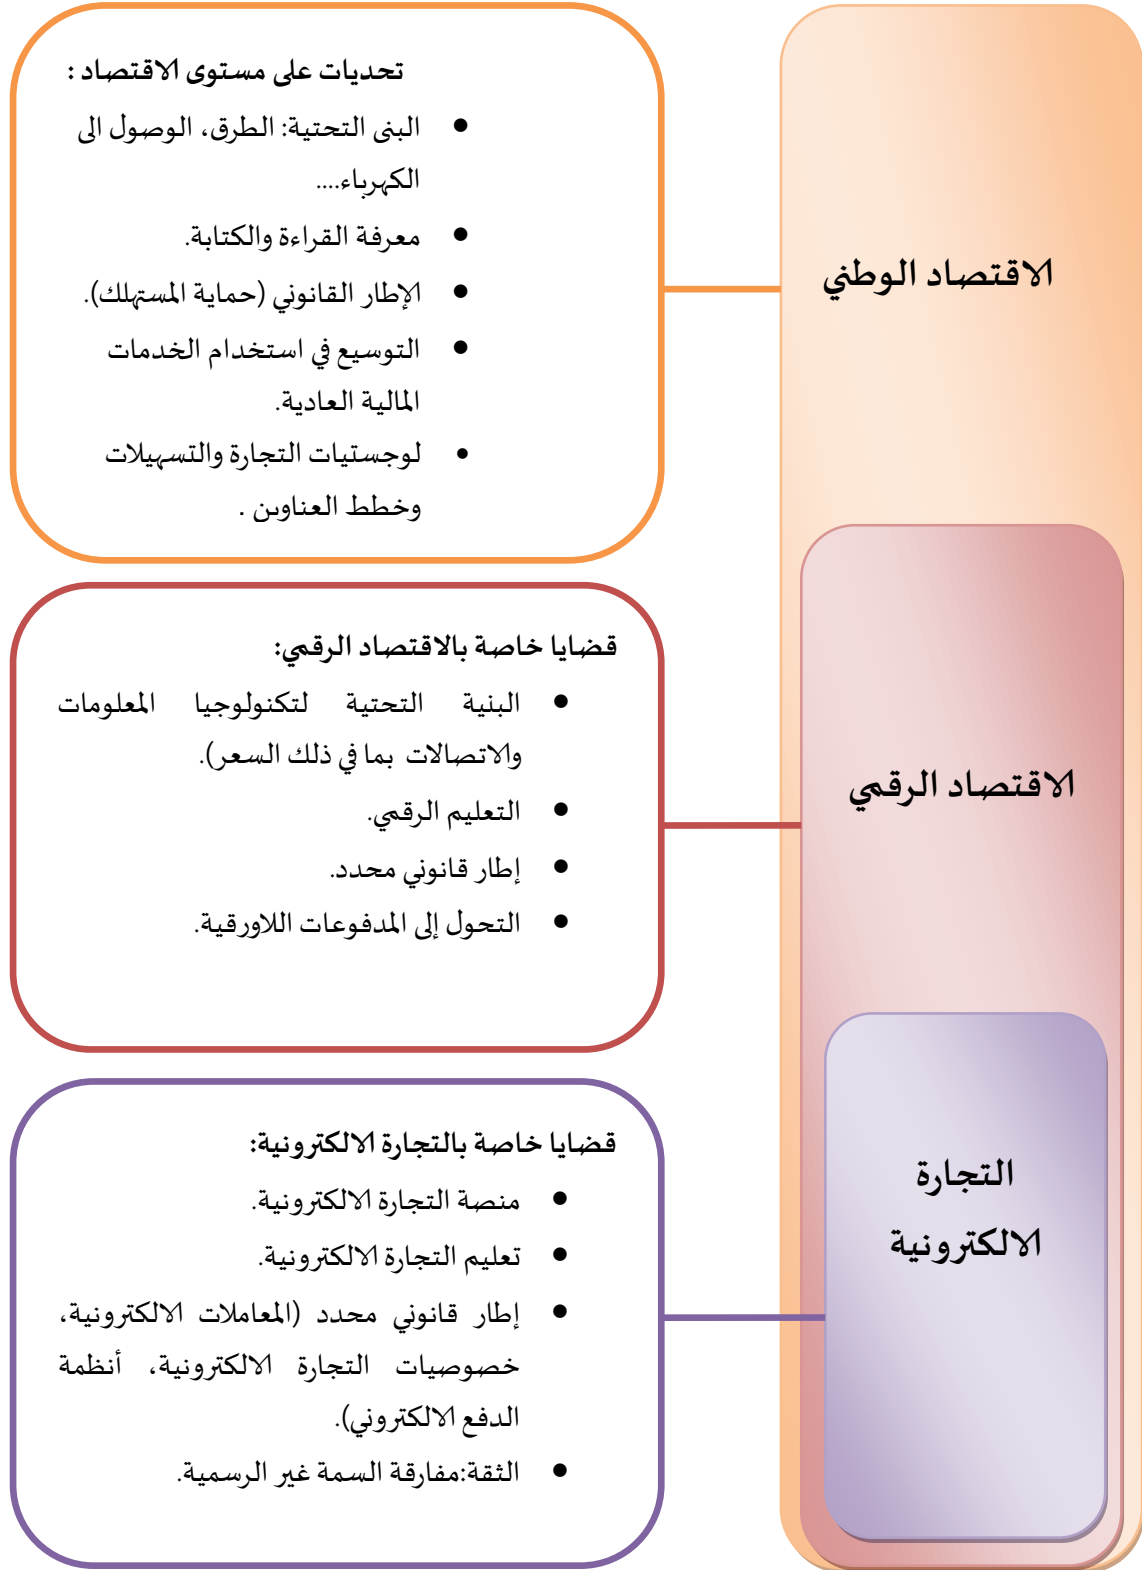 تحديات على مستوى الاقتصاد :
● البنى التحتية: الطرق، الوصول الى
الكهرباء....
● معرفة القراءة والكتابة.
● الإطار القانوني (حماية المستهلك).
● التوسيع في استخدام الخدمات
المالية العادية.
● لوجستيات التجارة والتسهيلات
وخطط العناوين .
الاقتصاد الوطني
قضايا خاصة بالاقتصاد الرقمي:
● البنية التحتية لتكنولوجيا المعلومات
والاتصالات بما في ذلك السعر).
● التعليم الرقمي.
● إطار قانوني محدد.
● التحول إلى المدفوعات اللاورقية.
الاقتصاد الرقمي
قضايا خاصة بالتجارة الالكترونية:
● منصة التجارة الالكترونية.
● تعليم التجارة الالكترونية.
● إطار قانوني محدد (المعاملات الالكترونية،
خصوصيات التجارة الالكترونية، أنظمة
الدفع الالكتروني).
● الثقة:مفارقة السمة غير الرسمية.
التجارة
الالكترونية